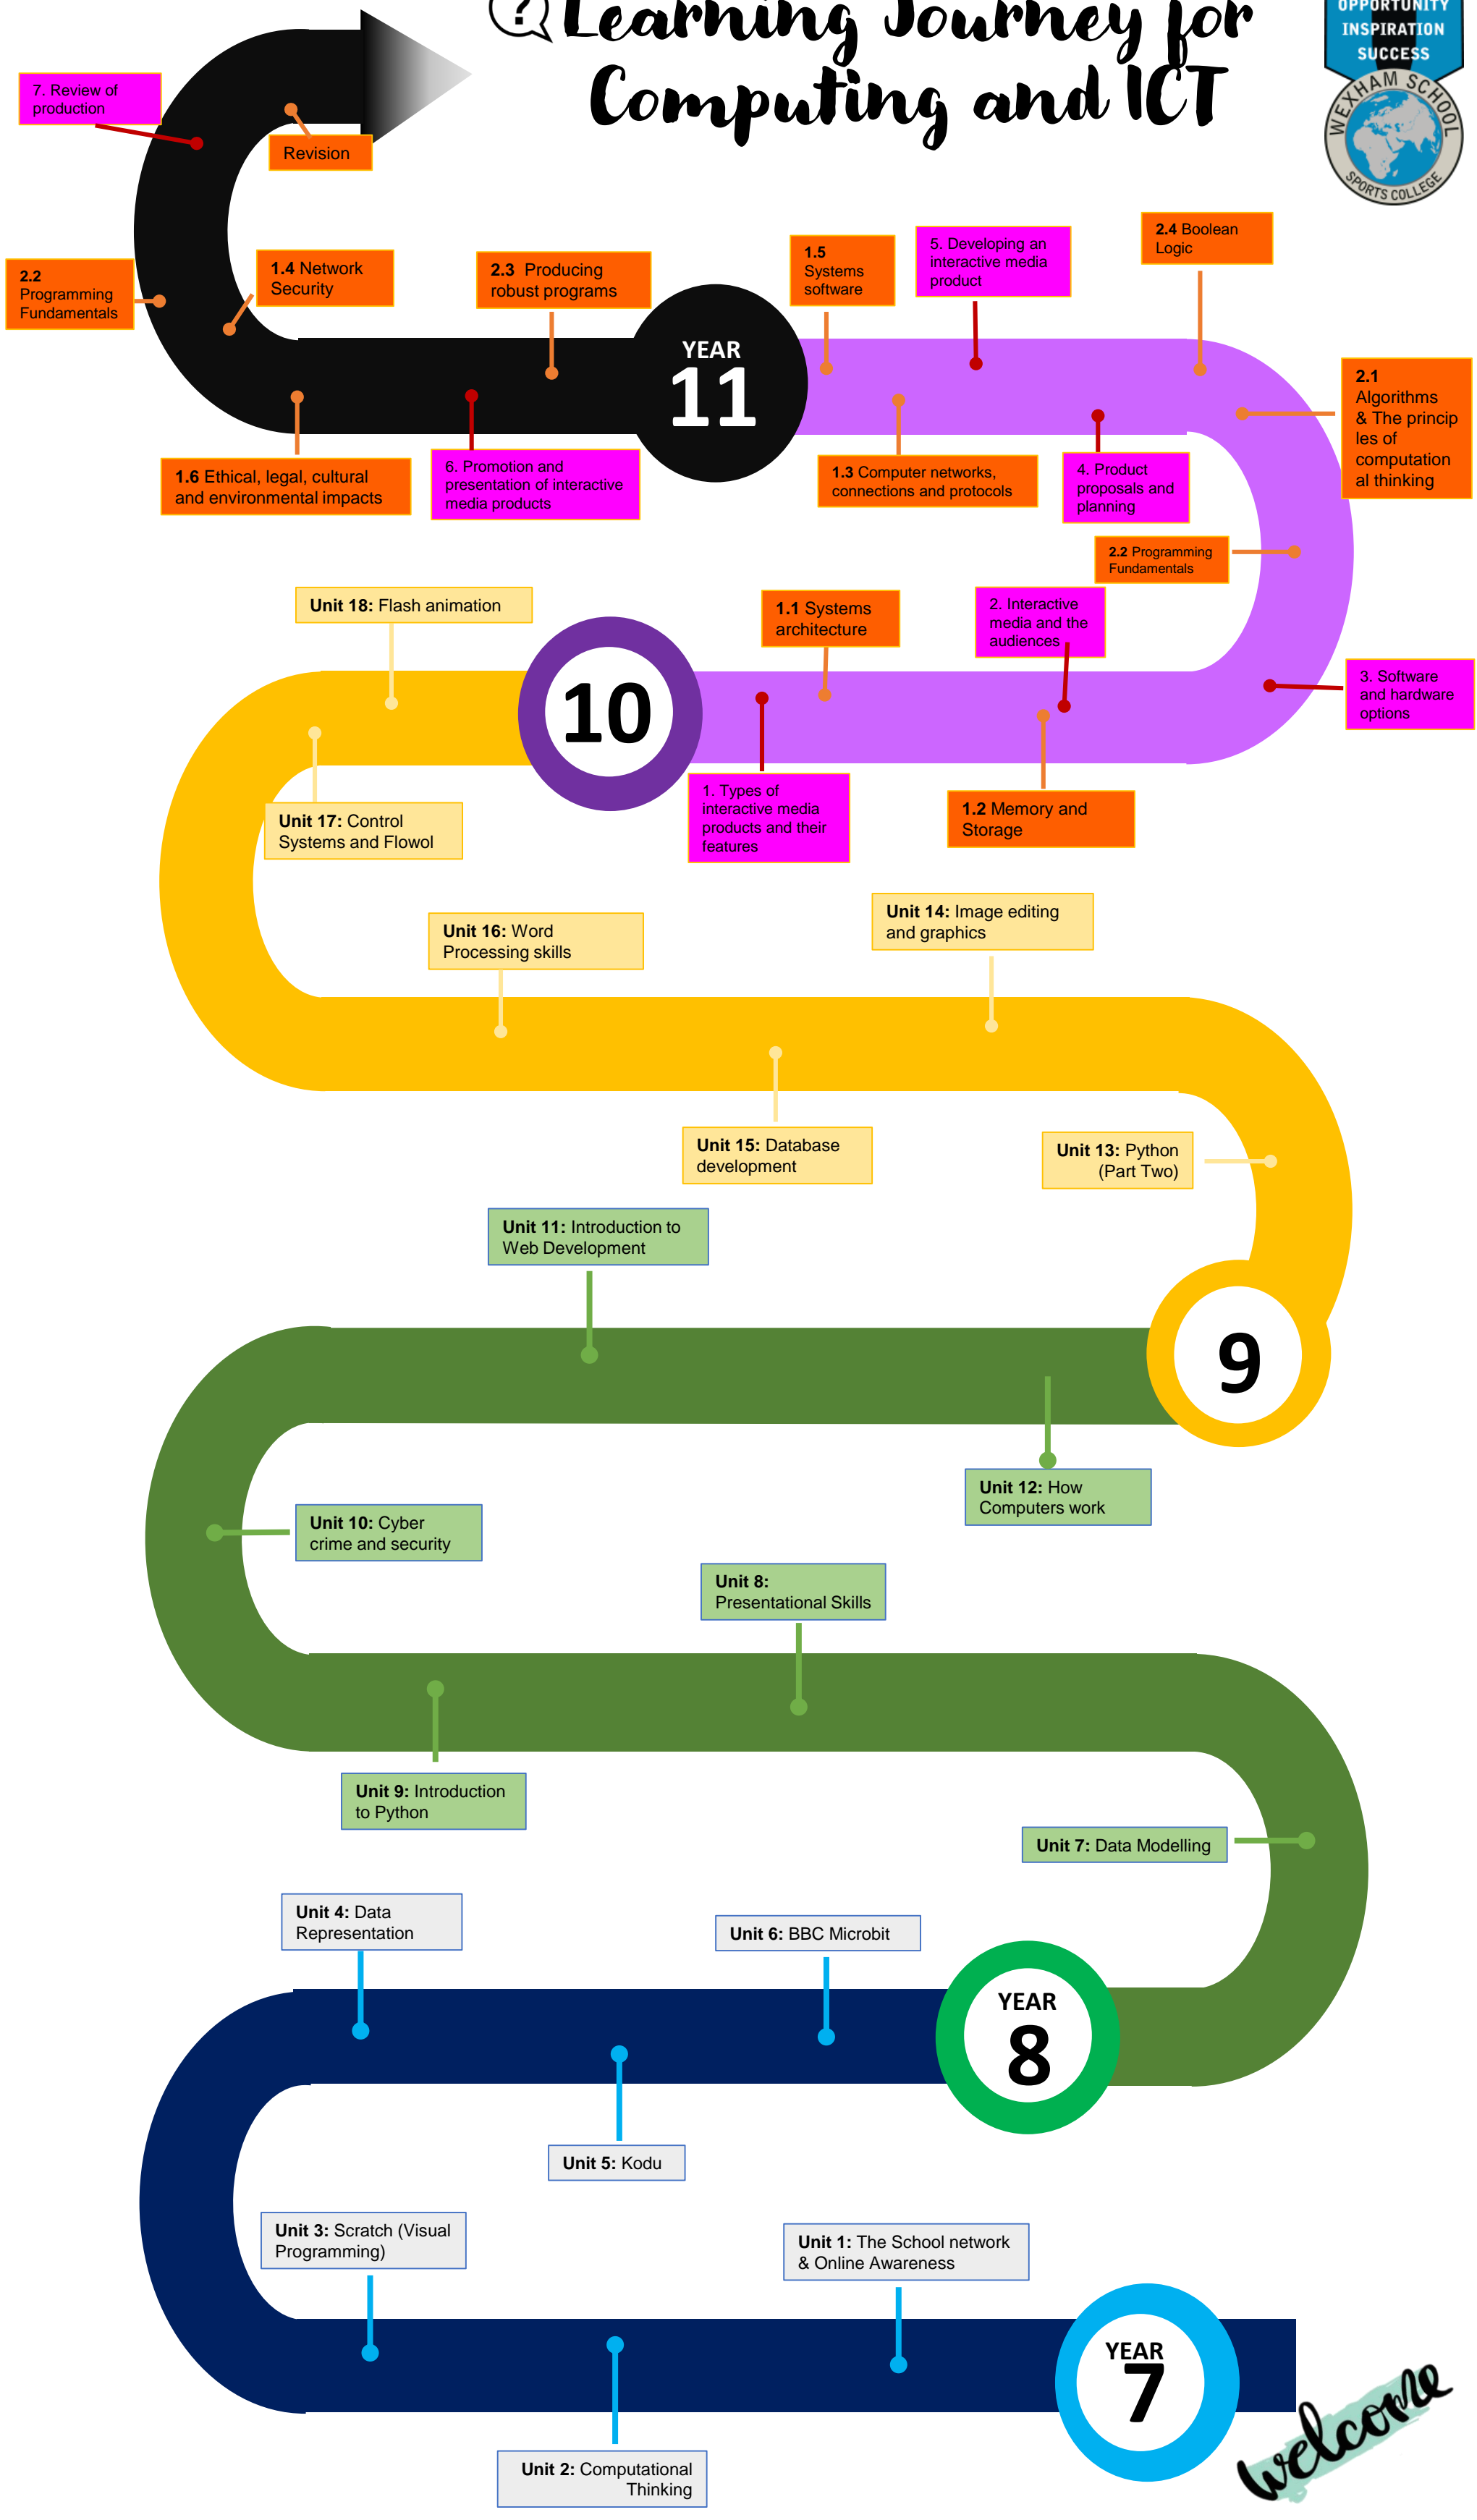 ?
Learning Journey for
Computing and ICT
OPPORTUNITY
INSPIRATION
SUCCESS
WEXHAM SCHOOL
SPORTS COLLEGE
7. Review of
production
Revision
2.2
Programming
Fundamentals
1.4 Network
Security
2.3 Producing
robust programs
1.5
Systems
software
5. Developing an
interactive media
product
2.4 Boolean
Logic
YEAR
11
2.1
Algorithms
& The princip
les of
computation
al thinking
1.6 Ethical, legal, cultural
and environmental impacts
6. Promotion and
presentation of interactive
media products
1.3 Computer networks,
connections and protocols
4. Product
proposals and
planning
2.2 Programming
Fundamentals
Unit 18: Flash animation
1.1 Systems
architecture
2. Interactive
media and the
audiences
3. Software
and hardware
options
10
Unit 17: Control
Systems and Flowol
1. Types of
interactive media
products and their
features
1.2 Memory and
Storage
Unit 16: Word
Processing skills
Unit 14: Image editing
and graphics
Unit 15: Database
development
Unit 13: Python
(Part Two)
Unit 11: Introduction to
Web Development
9
Unit 12: How
Computers work
Unit 10: Cyber
crime and security
Unit 8:
Presentational Skills
Unit 9: Introduction
to Python
Unit 7: Data Modelling
Unit 4: Data
Representation
Unit 6: BBC Microbit
YEAR
8
Unit 5: Kodu
Unit 3: Scratch (Visual
Programming)
Unit 1: The School network
& Online Awareness
YEAR
7
Unit 2: Computational
Thinking
welcome